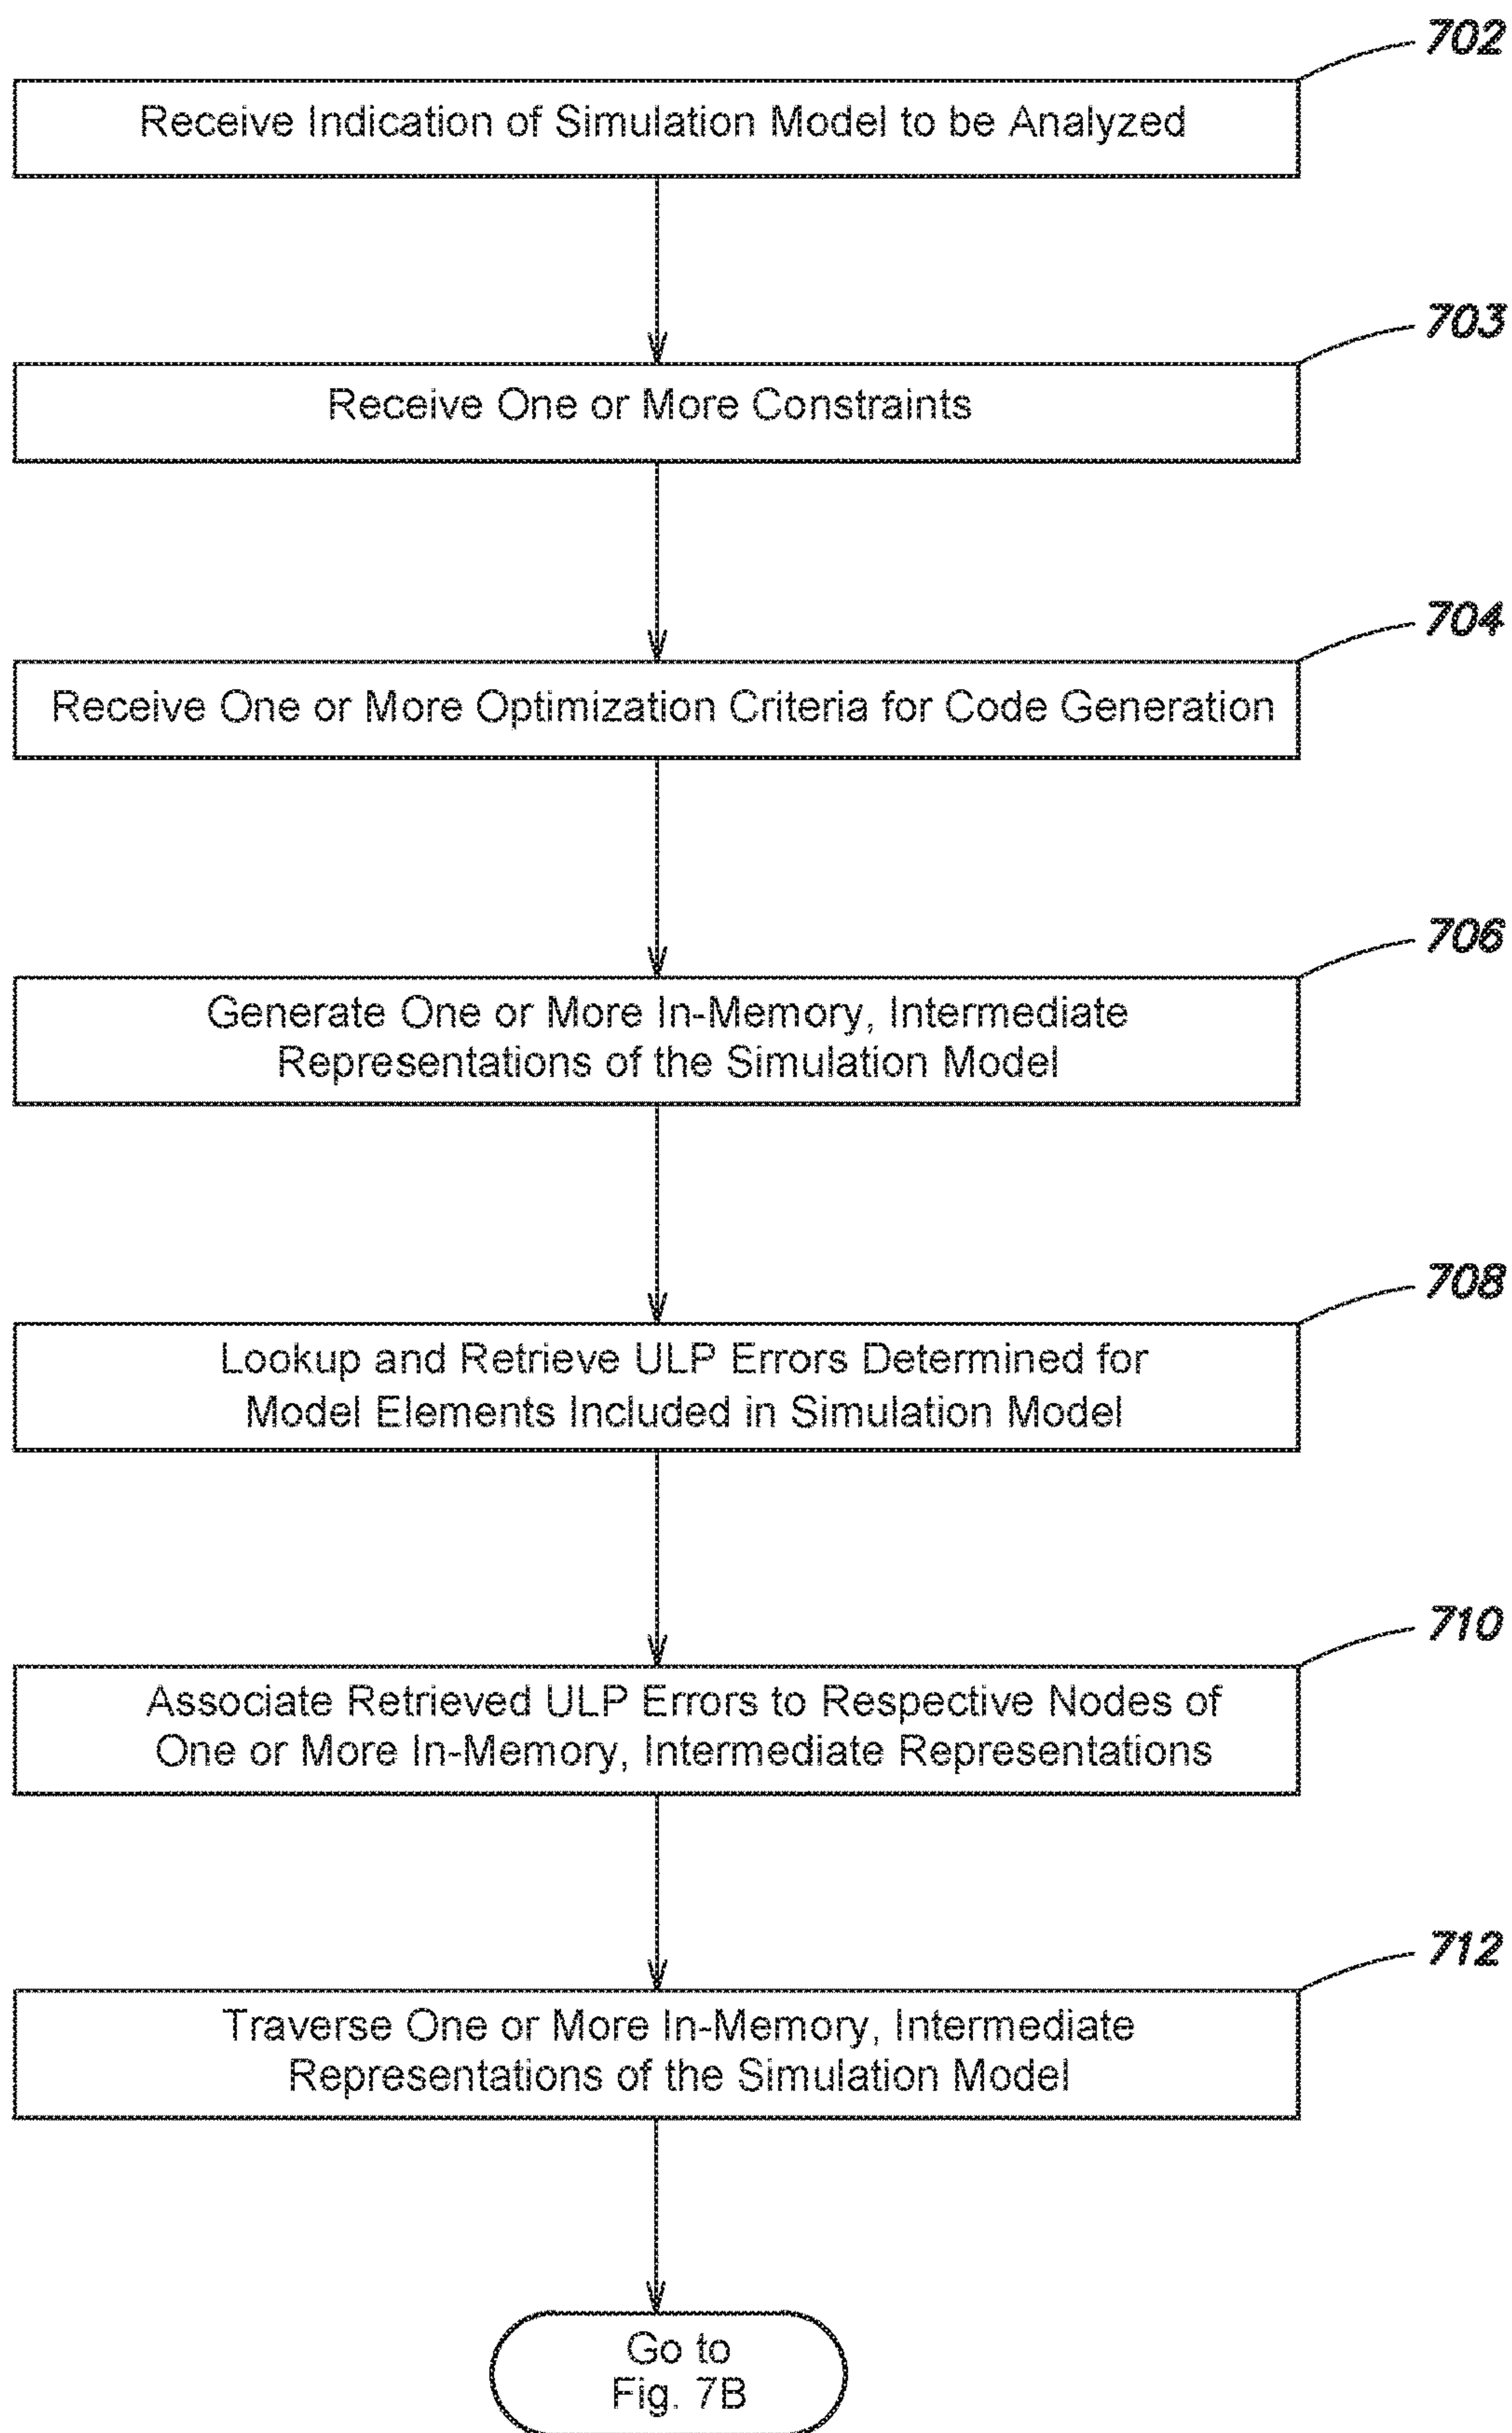 702
Receive Indication of Simulation Model to be Analyzed
703
Receive One or More Constraints
704
Receive One or More Optimization Criteria for Code Generation
706
Generate One or More In-Memory, Intermediate
Representations of the Simulation Model
708
Lookup and Retrieve ULP Errors Determined for
Model Elements Included in Simulation Model
710
Associate Retrieved ULP Errors to Respective Nodes of
One or More In-Memory, Intermediate Representations
712
Traverse One or More In-Memory, Intermediate
Representations of the Simulation Model
Go to
Fig. 7B